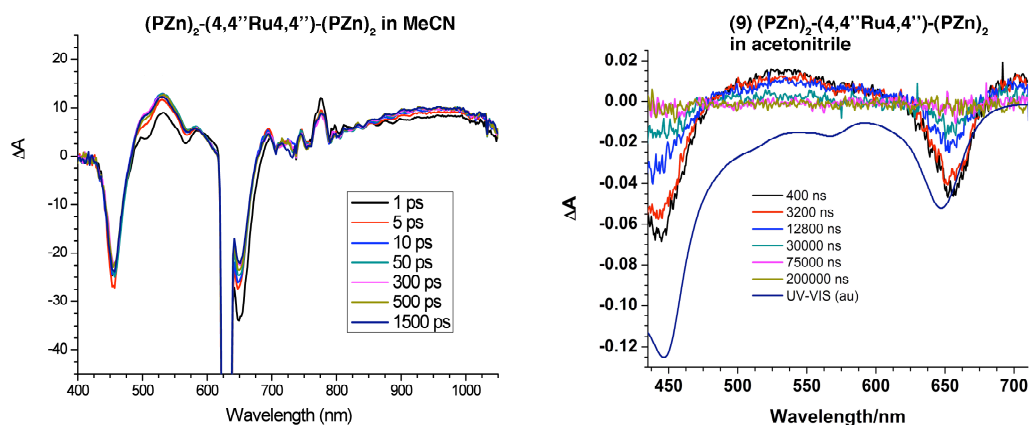 (PZn)2-(4,4’’Ru4,4’’)-(PZn)2 in MeCN
20
10
0
-10
-20
-30
-40
ΔA
400 500 600 700 800 900 1000
Wavelength (nm)
1 ps
5 ps
10 ps
50 ps
300 ps
500 ps
1500 ps
(9) (PZn)2-(4,4’’Ru4,4’’)-(PZn)2
in acetonitrile
0.02
0.00
-0.02
-0.04
-0.06
-0.08
-0.10
-0.12
ΔA
450 500 550 600 650 700
Wavelength/nm
400 ns
3200 ns
12800 ns
30000 ns
75000 ns
200000 ns
UV-VIS (au)